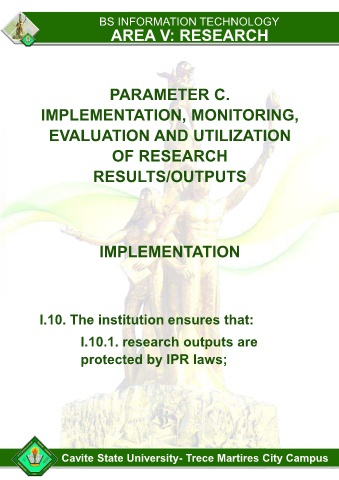 BS INFORMATION TECHNOLOGY
AREA V: RESEARCH
PARAMETER C.
IMPLEMENTATION, MONITORING,
EVALUATION AND UTILIZATION
OF RESEARCH
RESULTS/OUTPUTS
IMPLEMENTATION
I.10. The institution ensures that:
I.10.1. research outputs are
protected by IPR laws;
Cavite State University- Trece Martires City Campus